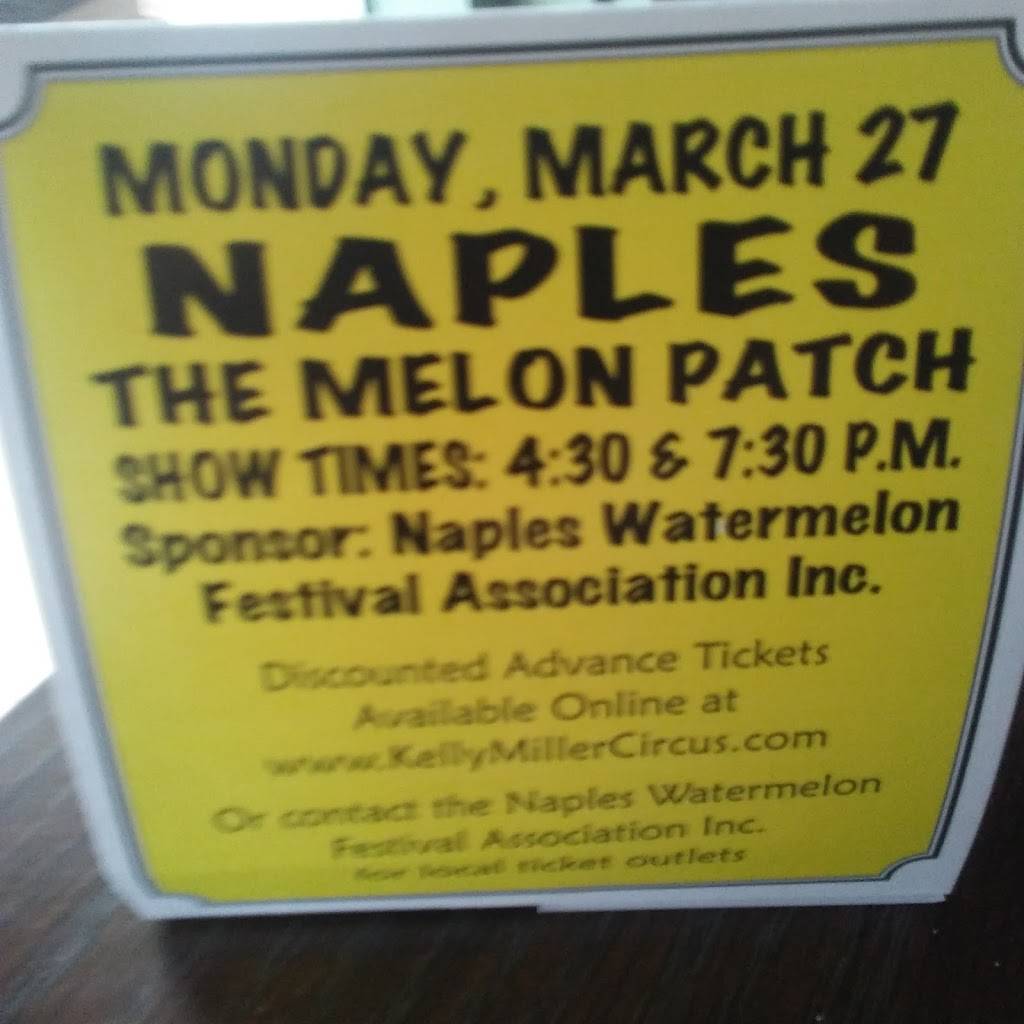 MONDAY, MARCH 27
NAPLES
THE MELON PATCH
SHOW TIMES: 4:30 & 7:30 P.M.
Sponsor: Naples Watermelon
Festival Association Inc.
Discounted Advance Tickets
Available Online at
www.KellyMillerCircus.com
Or contact the Naples Watermelon
Festival Association Inc.
for local ticket outlets